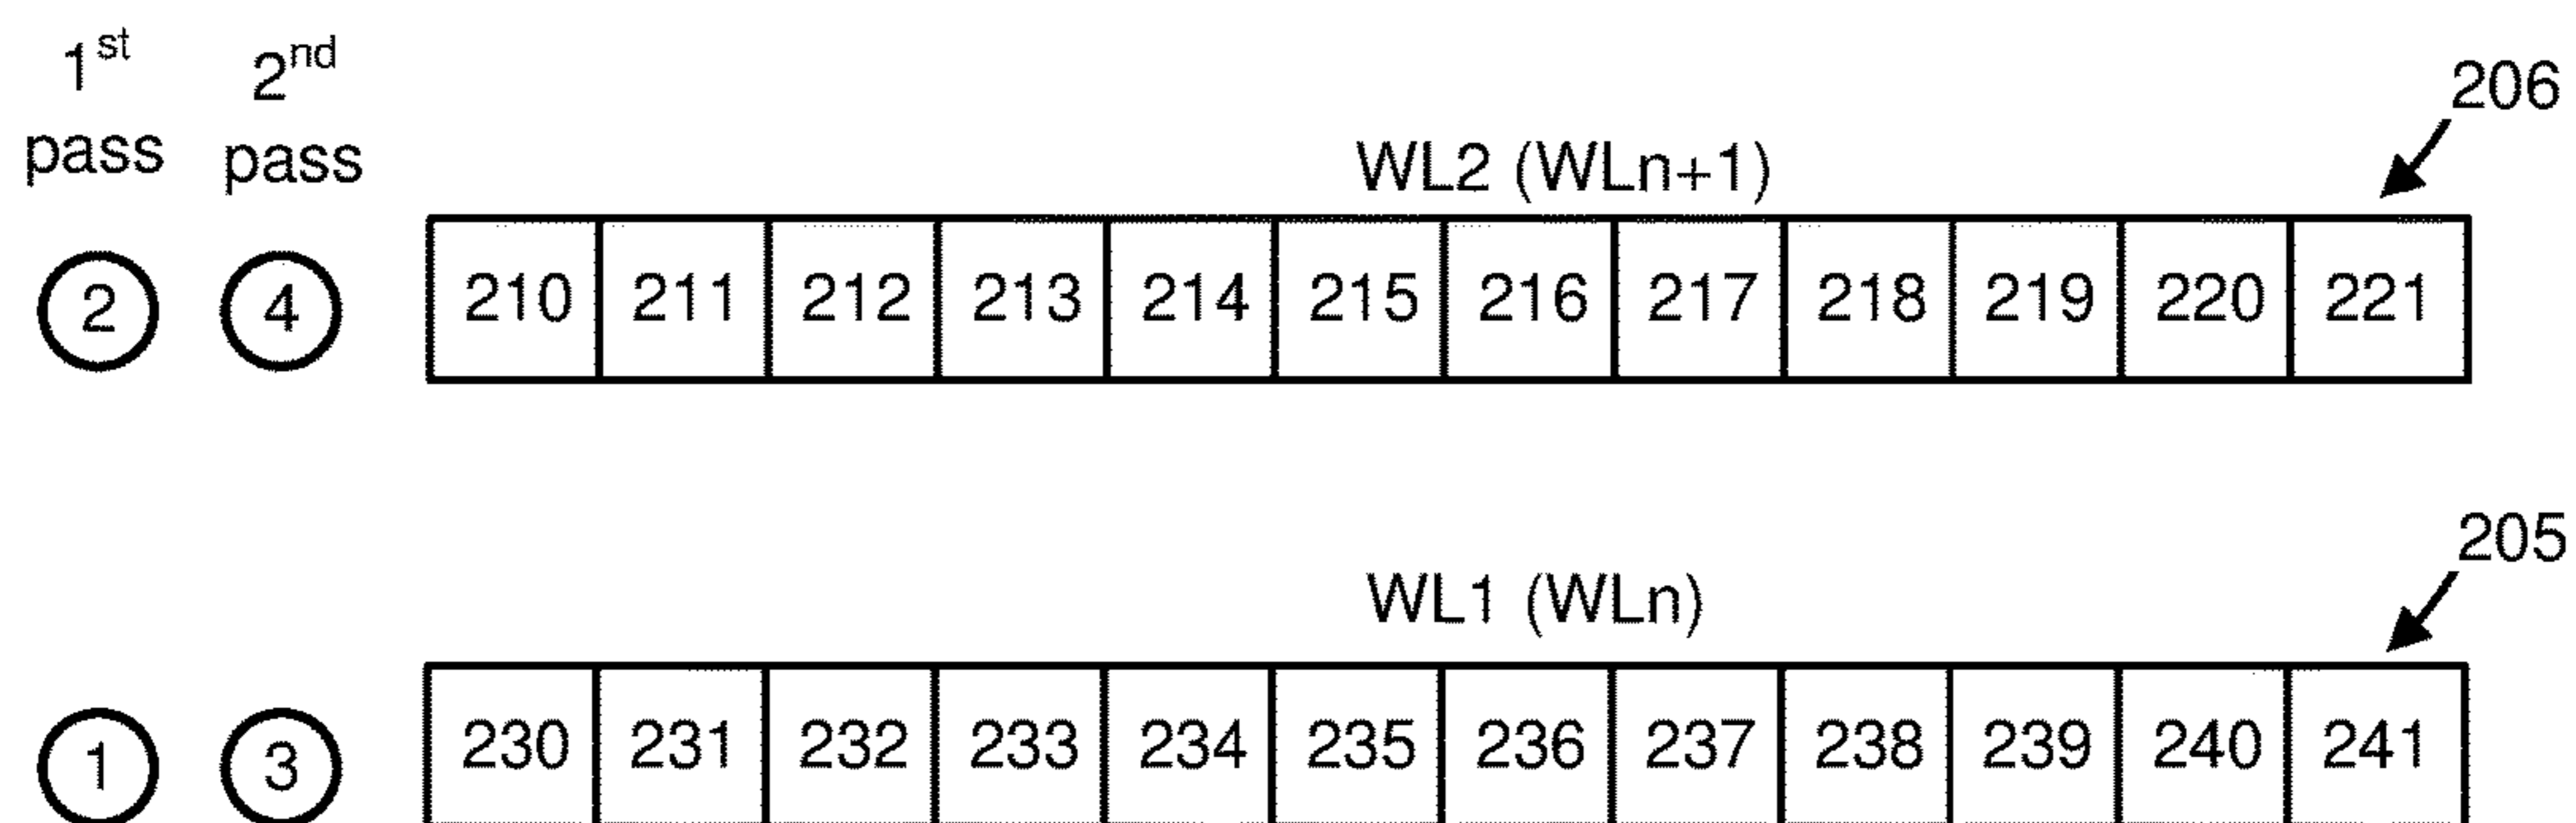 1st 2nd
pass pass
206
WL2 (WLn+1)
2 4 210 211 212 213 214 215 216 217 218 219 220 221
205
WL1 (WLn)
1 3 230 231 232 233 234 235 236 237 238 239 240 241